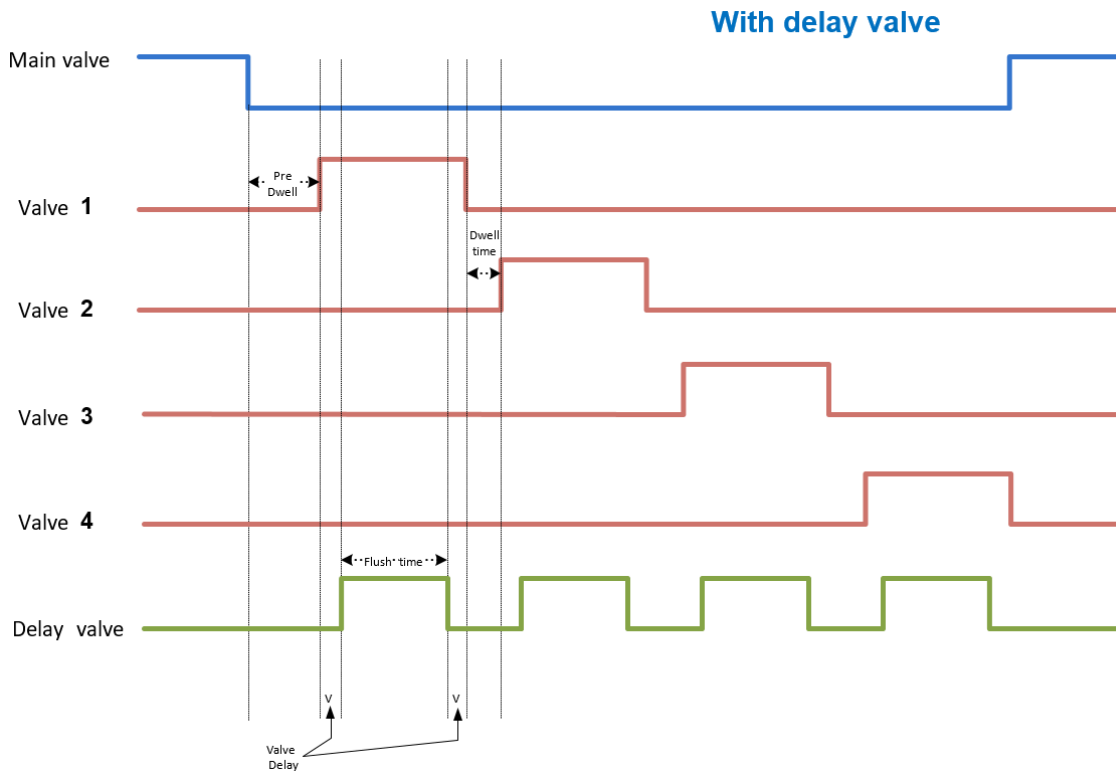 With delay valve
Main valve
Pre
Dwell
Valve 1
Dwell
time
Valve 2
Valve 3
Valve 4
Flush time
Delay valve
V V
Valve
Delay